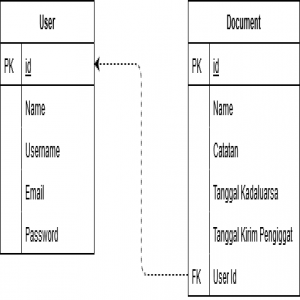 User
PK id
Name
Username
Email
Password
Document
PK id
Name
Catatan
Tanggal Kadaluarsa
Tanggal Kirim Pengiggat
FK User Id